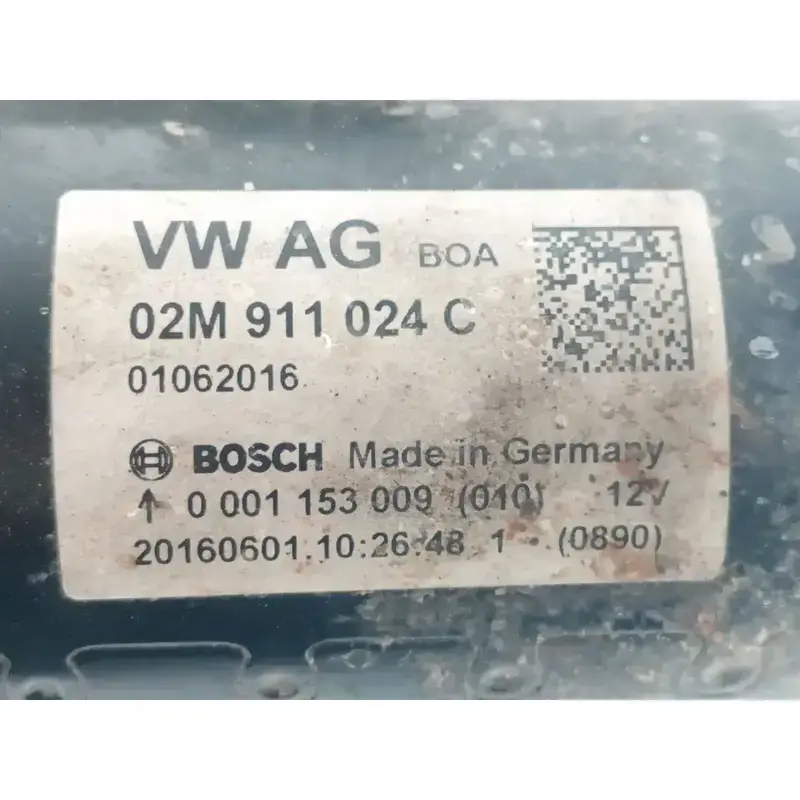 VW AG BOA
02M 911 024 C
01062016
BOSCH Made in Germany
↑ 0 001 153 009 (010) 12V
20160601.10:26:48 1 (0890)